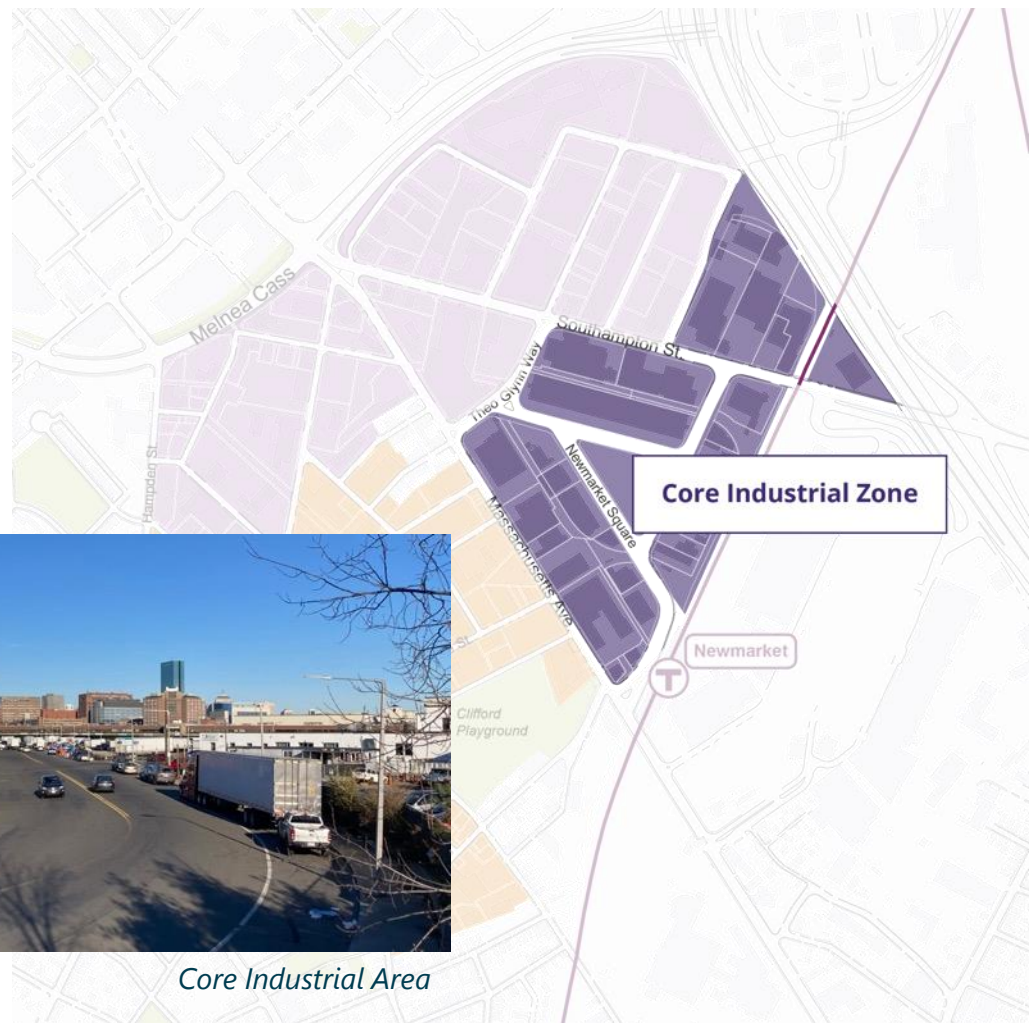 Melnea Cass
Southampton St.
Theo Glynn Way
Hampden St
Newmarket Square
Core Industrial Zone
Massachusetts Ave
St.
Newmarket
T
Clifford
Playground
Core Industrial Area